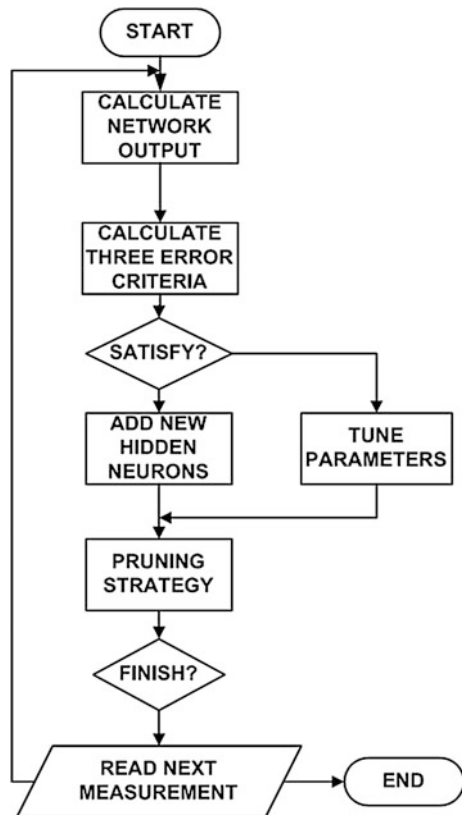 START
CALCULATE
NETWORK
OUTPUT
CALCULATE
THREE ERROR
CRITERIA
SATISFY?
ADD NEW
HIDDEN
NEURONS
TUNE
PARAMETERS
PRUNING
STRATEGY
FINISH?
READ NEXT
MEASUREMENT
END